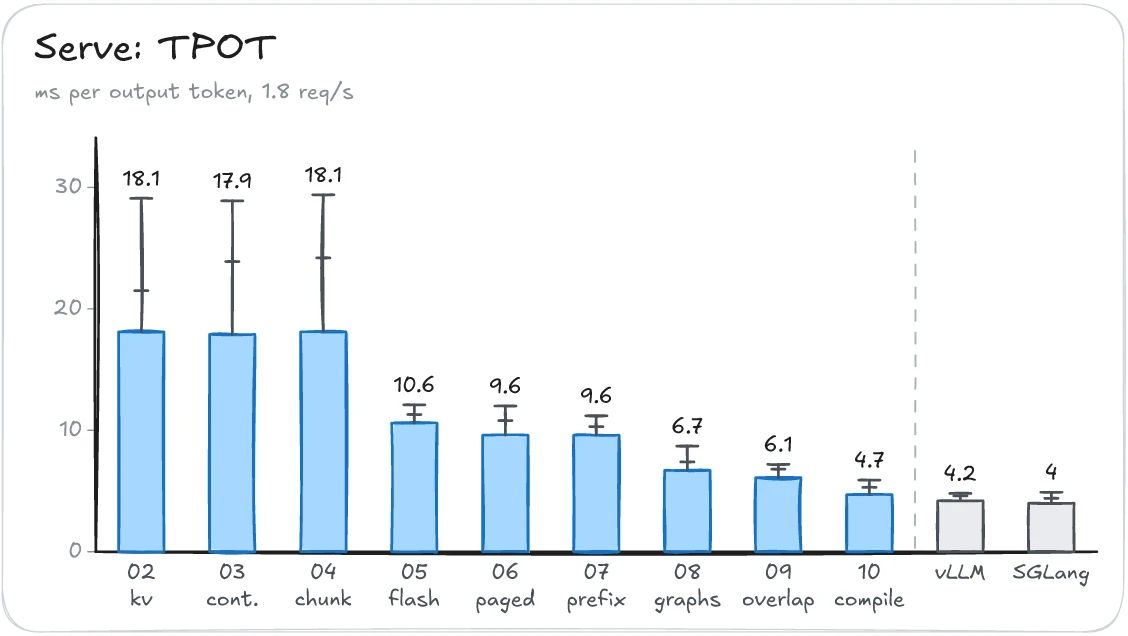 Serve: TPOT
ms per output token, 1.8 req/s
30
20
10
0
18.1
17.9
18.1
10.6
9.6
9.6
6.7
6.1
4.7
4.2
4
02 kv
03 cont.
04 chunk
05 flash
06 paged
07 prefix
08 graphs
09 overlap
10 compile
vLLM
SGLang